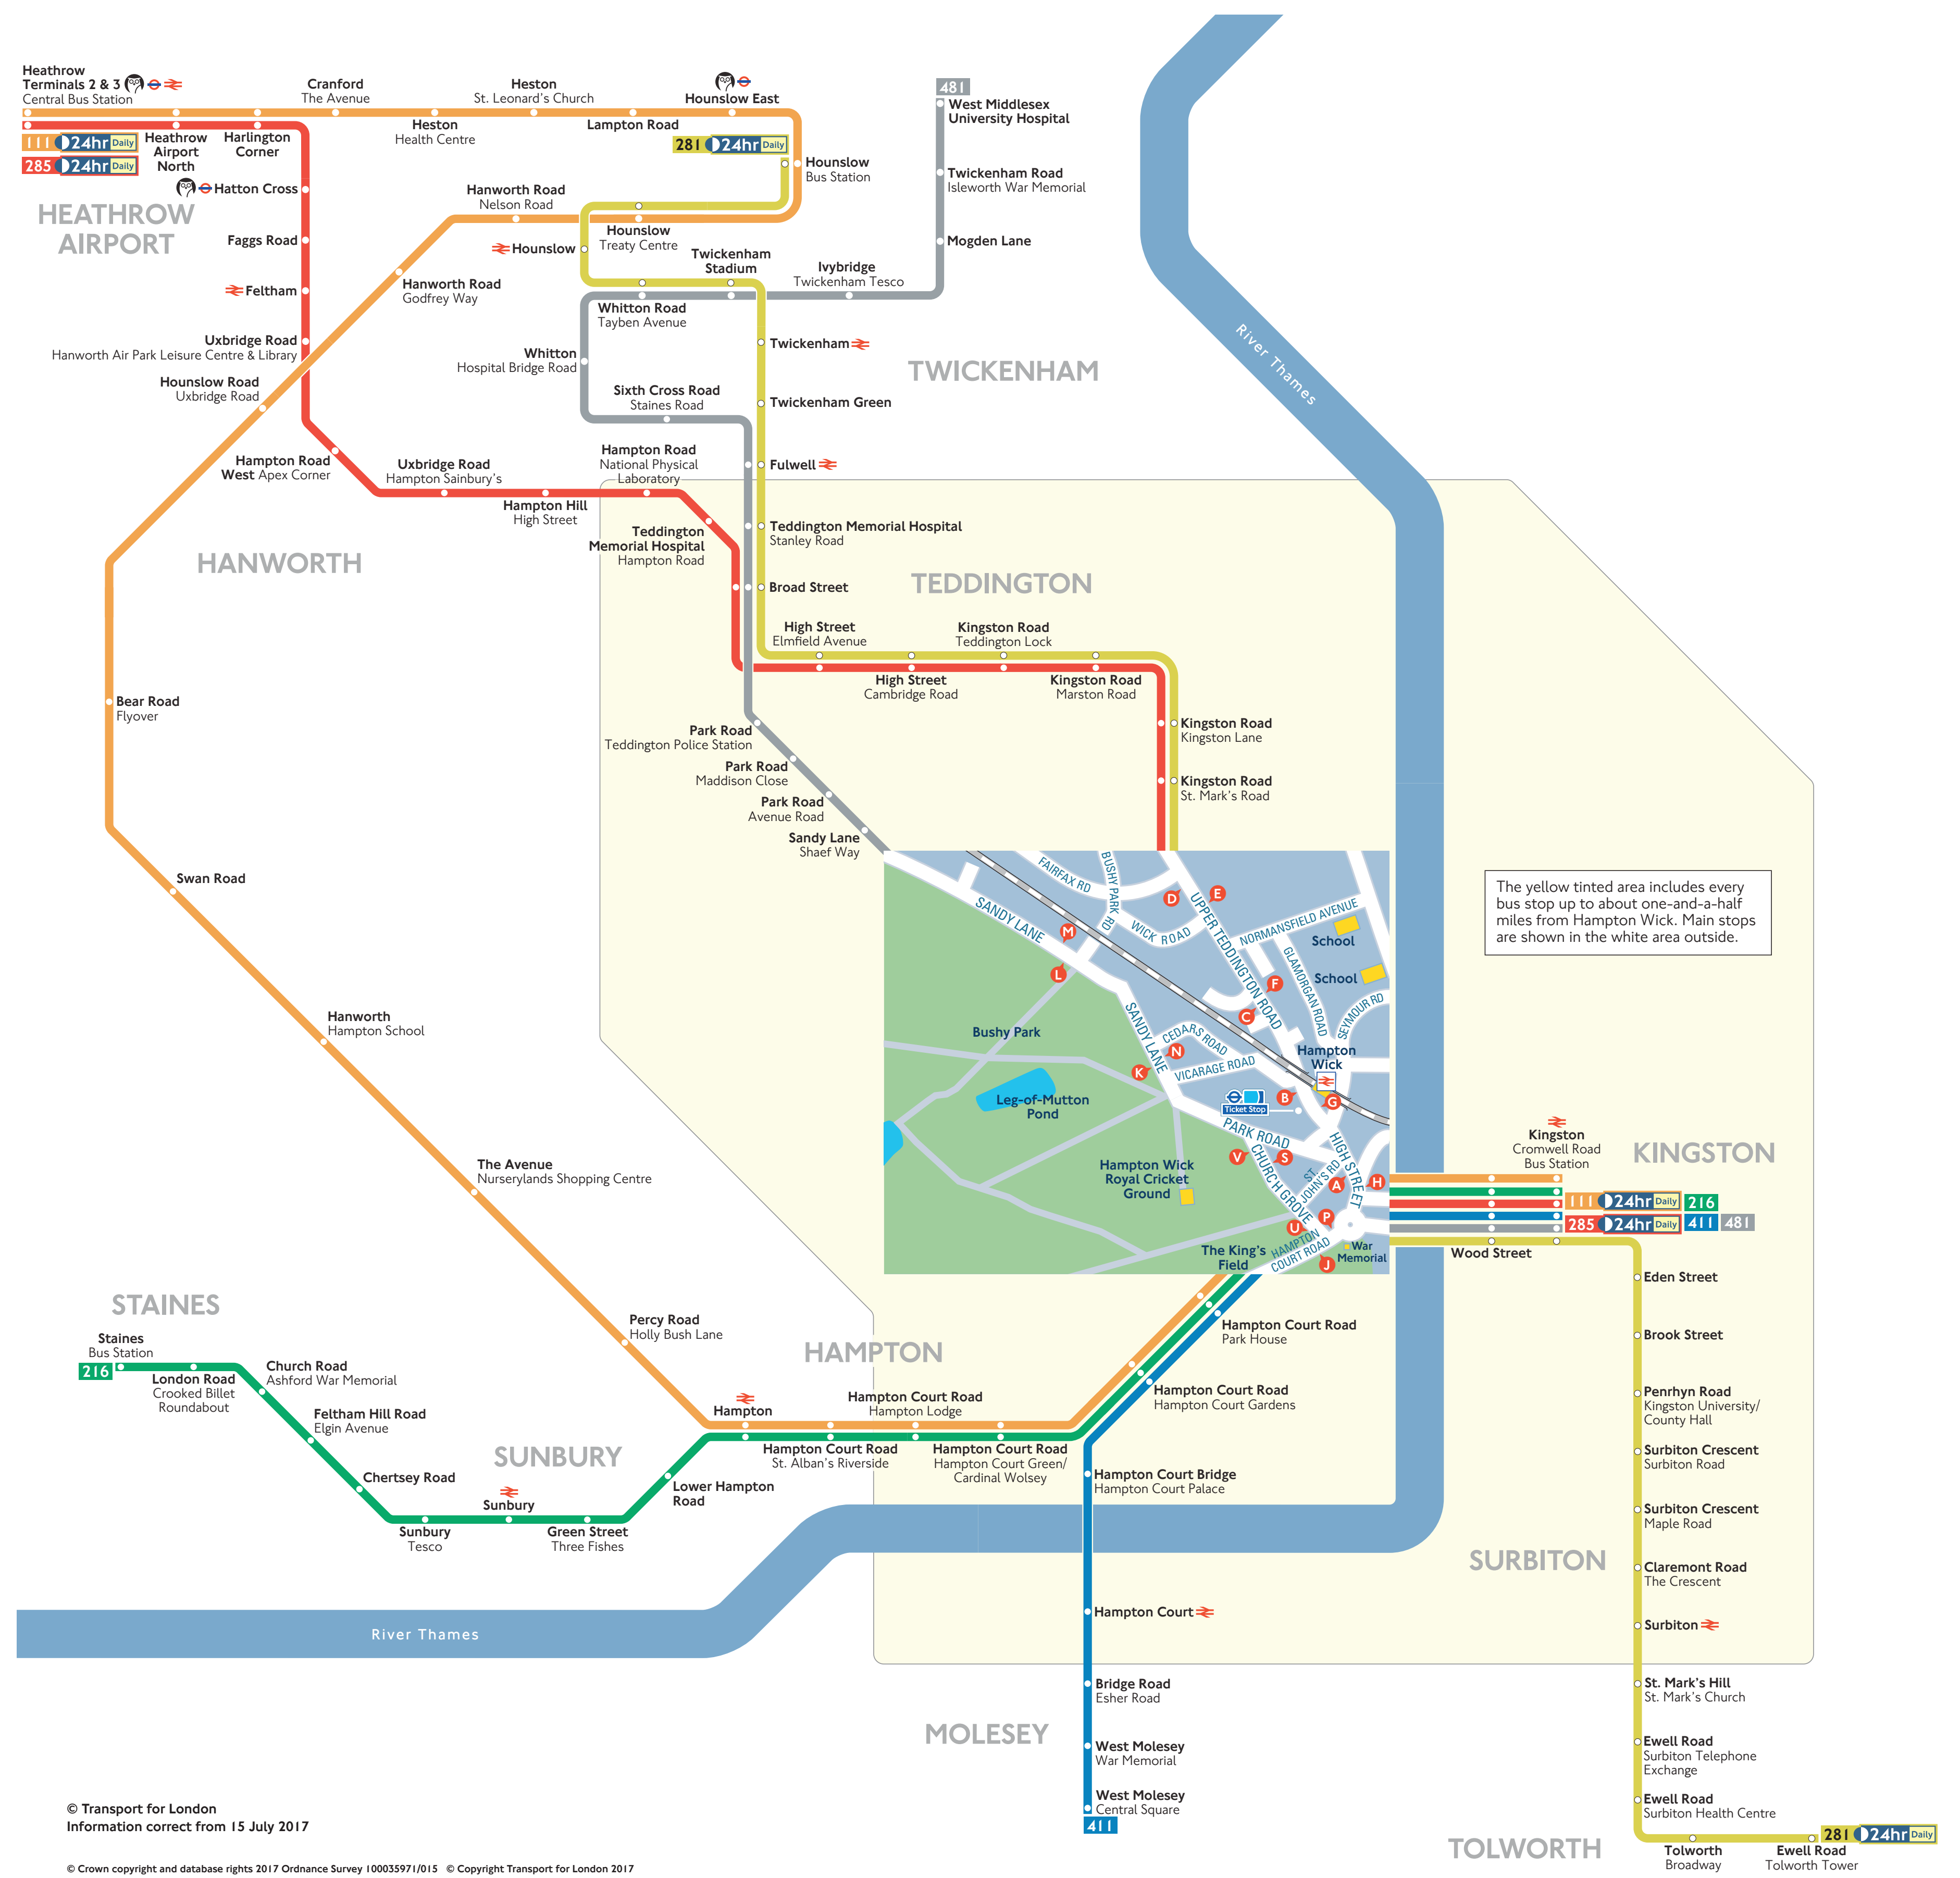 Heathrow
Terminals 2 & 3
Central Bus Station
111 24hr Daily
285 24hr Daily
Heathrow
Airport
North
Harlington
Corner
Cranford
The Avenue
Heston
Health Centre
Heston
St. Leonard's Church
Lampton Road
Hounslow East
281 24hr Daily
Hounslow
Bus Station
481
West Middlesex
University Hospital
Twickenham Road
Isleworth War Memorial
Mogden Lane
Hatton Cross
HEATHROW
AIRPORT
Faggs Road
Feltham
Uxbridge Road
Hanworth Air Park Leisure Centre & Library
Hounslow Road
Uxbridge Road
Hanworth Road
Nelson Road
Hounslow
Hounslow
Treaty Centre
Hanworth Road
Godfrey Way
Twickenham
Stadium
Ivybridge
Twickenham Tesco
Whitton Road
Tayben Avenue
Whitton
Hospital Bridge Road
Twickenham
TWICKENHAM
River Thames
Sixth Cross Road
Staines Road
Twickenham Green
Hampton Road
West Apex Corner
Uxbridge Road
Hampton Sainsbury's
Hampton Hill
High Street
Hampton Road
National Physical
Laboratory
Fulwell
Teddington
Memorial Hospital
Hampton Road
Teddington Memorial Hospital
Stanley Road
HANWORTH
TEDDINGTON
Broad Street
High Street
Elmfield Avenue
Kingston Road
Teddington Lock
High Street
Cambridge Road
Kingston Road
Marston Road
Bear Road
Flyover
Park Road
Teddington Police Station
Park Road
Maddison Close
Park Road
Avenue Road
Sandy Lane
Shaef Way
Kingston Road
Kingston Lane
Kingston Road
St. Mark's Road
Swan Road
Hanworth
Hampton School
The Avenue
Nurserylands Shopping Centre
Percy Road
Holly Bush Lane
The yellow tinted area includes every
bus stop up to about one-and-a-half
miles from Hampton Wick. Main stops
are shown in the white area outside.
FAIRFAX RD
BUSHY PARK RD
SANDY LANE
WICK ROAD
UPPER TEDDINGTON ROAD
NORMANSFIELD AVENUE
School
School
GLAMORGAN ROAD
SEYMOUR RD
D
E
M
L
F
C
Bushy Park
SANDY LANE
CEDARS ROAD
N
K
VICARAGE ROAD
Hampton
Wick
Leg-of-Mutton
Pond
Ticket Stop
B
G
PARK ROAD
HIGH STREET
V
S
CHURCH GROVE
ST.
JOHN'S RD
Hampton Wick
Royal Cricket
Ground
A
H
P
U
J
The King's
Field
HAMPTON
COURT ROAD
War
Memorial
Kingston
Cromwell Road
Bus Station
KINGSTON
111 24hr Daily 216
285 24hr Daily 411 481
Wood Street
Eden Street
Brook Street
Penrhyn Road
Kingston University/
County Hall
Surbiton Crescent
Surbiton Road
Surbiton Crescent
Maple Road
SURBITON
Claremont Road
The Crescent
Surbiton
St. Mark's Hill
St. Mark's Church
Ewell Road
Surbiton Telephone
Exchange
Ewell Road
Surbiton Health Centre
TOLWORTH
Tolworth
Broadway
Ewell Road
Tolworth Tower
281 24hr Daily
STAINES
Staines
Bus Station
216
London Road
Crooked Billet
Roundabout
Church Road
Ashford War Memorial
Feltham Hill Road
Elgin Avenue
Chertsey Road
SUNBURY
Sunbury
Tesco
Sunbury
Green Street
Three Fishes
Lower Hampton
Road
HAMPTON
Hampton
Hampton Court Road
St. Alban's Riverside
Hampton Court Road
Hampton Lodge
Hampton Court Road
Hampton Court Green/
Cardinal Wolsey
Hampton Court Road
Park House
Hampton Court Road
Hampton Court Gardens
Hampton Court Bridge
Hampton Court Palace
Hampton Court
River Thames
Bridge Road
Esher Road
MOLESEY
West Molesey
War Memorial
West Molesey
Central Square
411
© Transport for London
Information correct from 15 July 2017
© Crown copyright and database rights 2017 Ordnance Survey 100035971/015 © Copyright Transport for London 2017